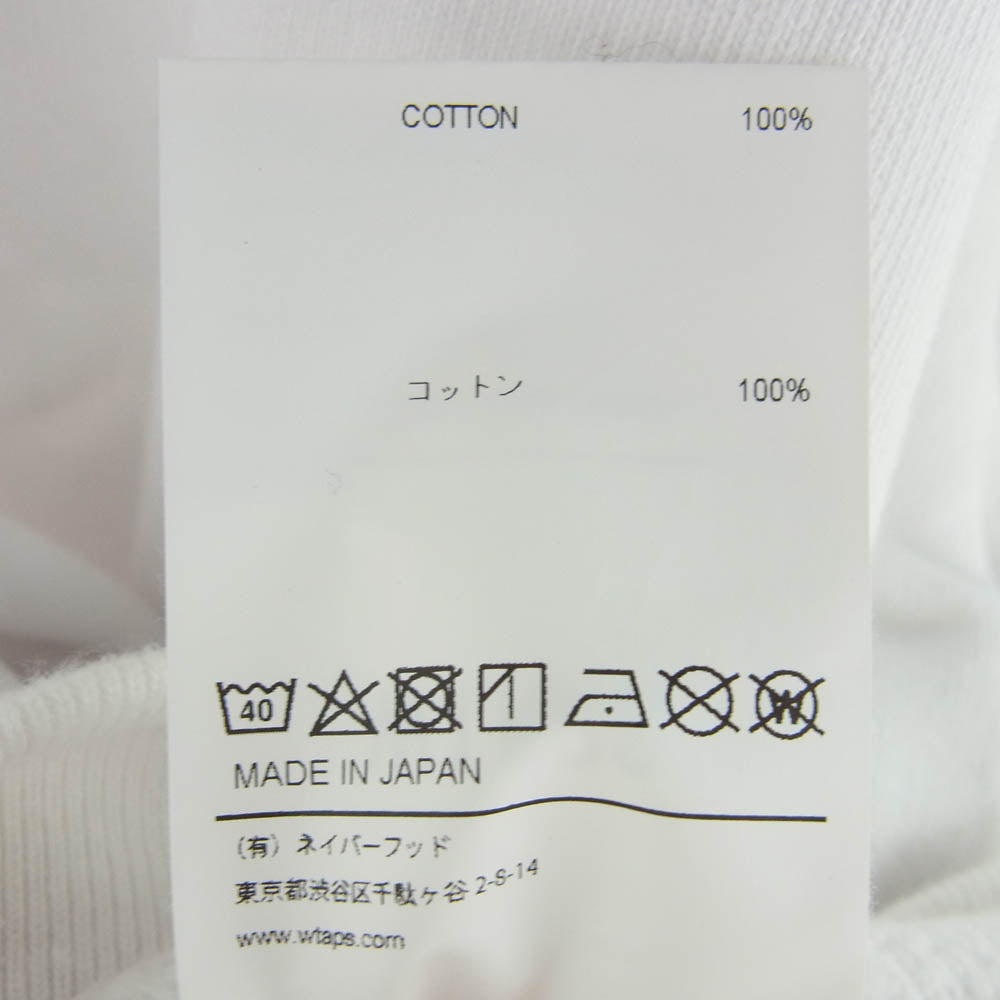 COTTON 100%
コットン 100%
40
W
MADE IN JAPAN
(有) ネイバーフッド
東京都渋谷区千駄ケ谷 2-8-14
www.wtaps.com